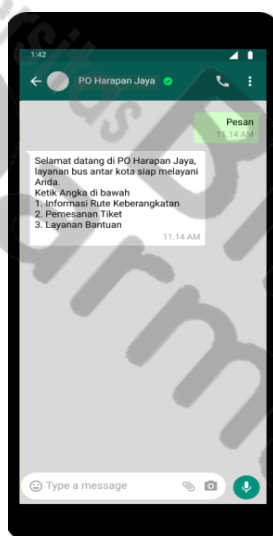 1:42
PO Harapan Jaya
Pesan
11.14 AM
Selamat datang di PO Harapan Jaya,
layanan bus antar kota siap melayani
Anda.
Ketik Angka di bawah
1. Informasi Rute Keberangkatan
2. Pemesanan Tiket
3. Layanan Bantuan
11.14 AM
Type a message